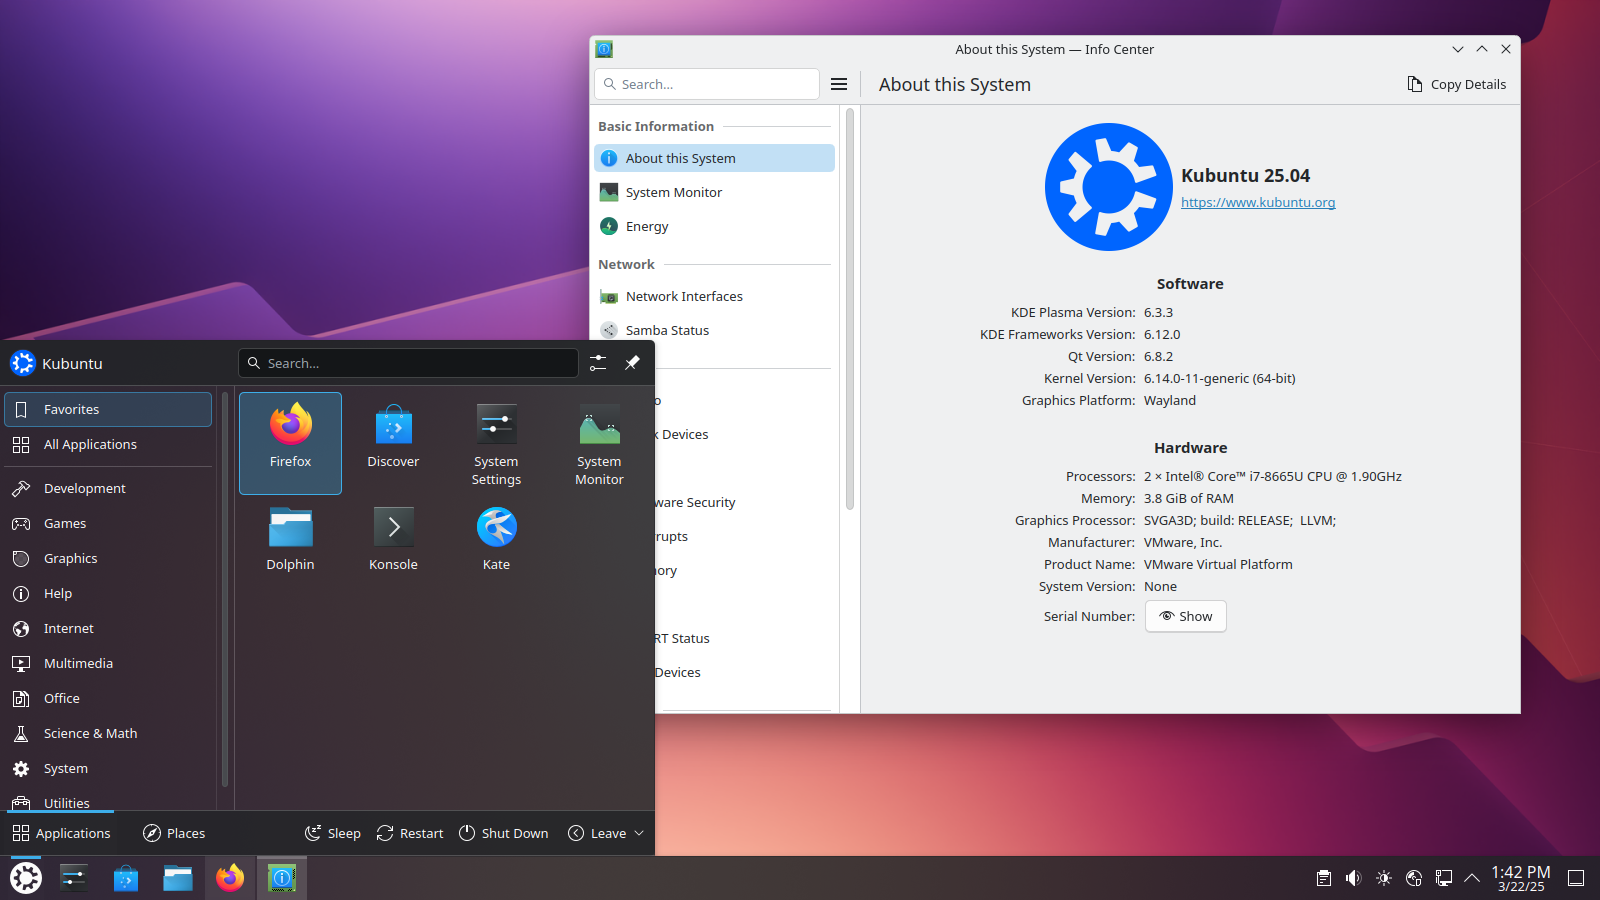 About this System — Info Center
Search...
About this System
Copy Details
Basic Information
About this System
System Monitor
Energy
Network
Network Interfaces
Samba Status
Devices
Security
Status
Devices
Kubuntu 25.04
https://www.kubuntu.org
Software
KDE Plasma Version: 6.3.3
KDE Frameworks Version: 6.12.0
Qt Version: 6.8.2
Kernel Version: 6.14.0-11-generic (64-bit)
Graphics Platform: Wayland
Hardware
Processors: 2 × Intel® Core™ i7-8665U CPU @ 1.90GHz
Memory: 3.8 GiB of RAM
Graphics Processor: SVGA3D; build: RELEASE; LLVM;
Manufacturer: VMware, Inc.
Product Name: VMware Virtual Platform
System Version: None
Serial Number: Show
Kubuntu
Search...
Favorites
All Applications
Development
Games
Graphics
Help
Internet
Multimedia
Office
Science & Math
System
Utilities
Firefox
Discover
System
Settings
System
Monitor
Dolphin
Konsole
Kate
Applications
Places
Sleep
Restart
Shut Down
Leave
1:42 PM
3/22/25